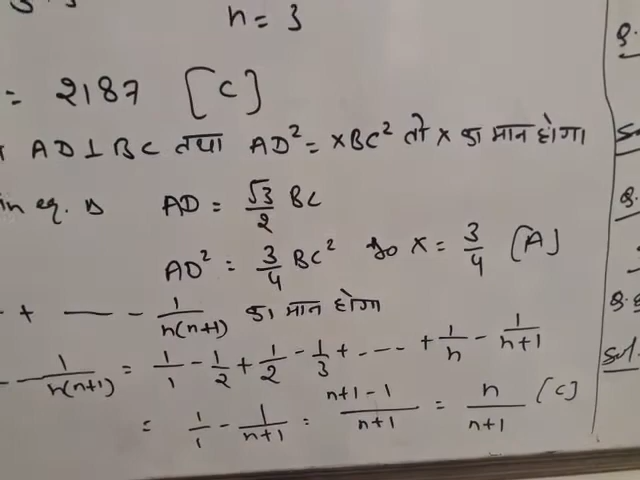 n = 3
= 2187 [C]
AD ⊥ BC तथा AD² = xBC² तो x का मान होगा
in eq. Δ AD = √3/2 BC
AD² = 3/4 BC² so x = 3/4 [A]
+ ---- 1/n(n+1) का मान होगा
- 1/n(n+1) = 1/1 - 1/2 + 1/2 - 1/3 + ---- + 1/n - 1/n+1
= 1/1 - 1/n+1 = n+1-1/n+1 = n/n+1 [C]
Q.
Sol.